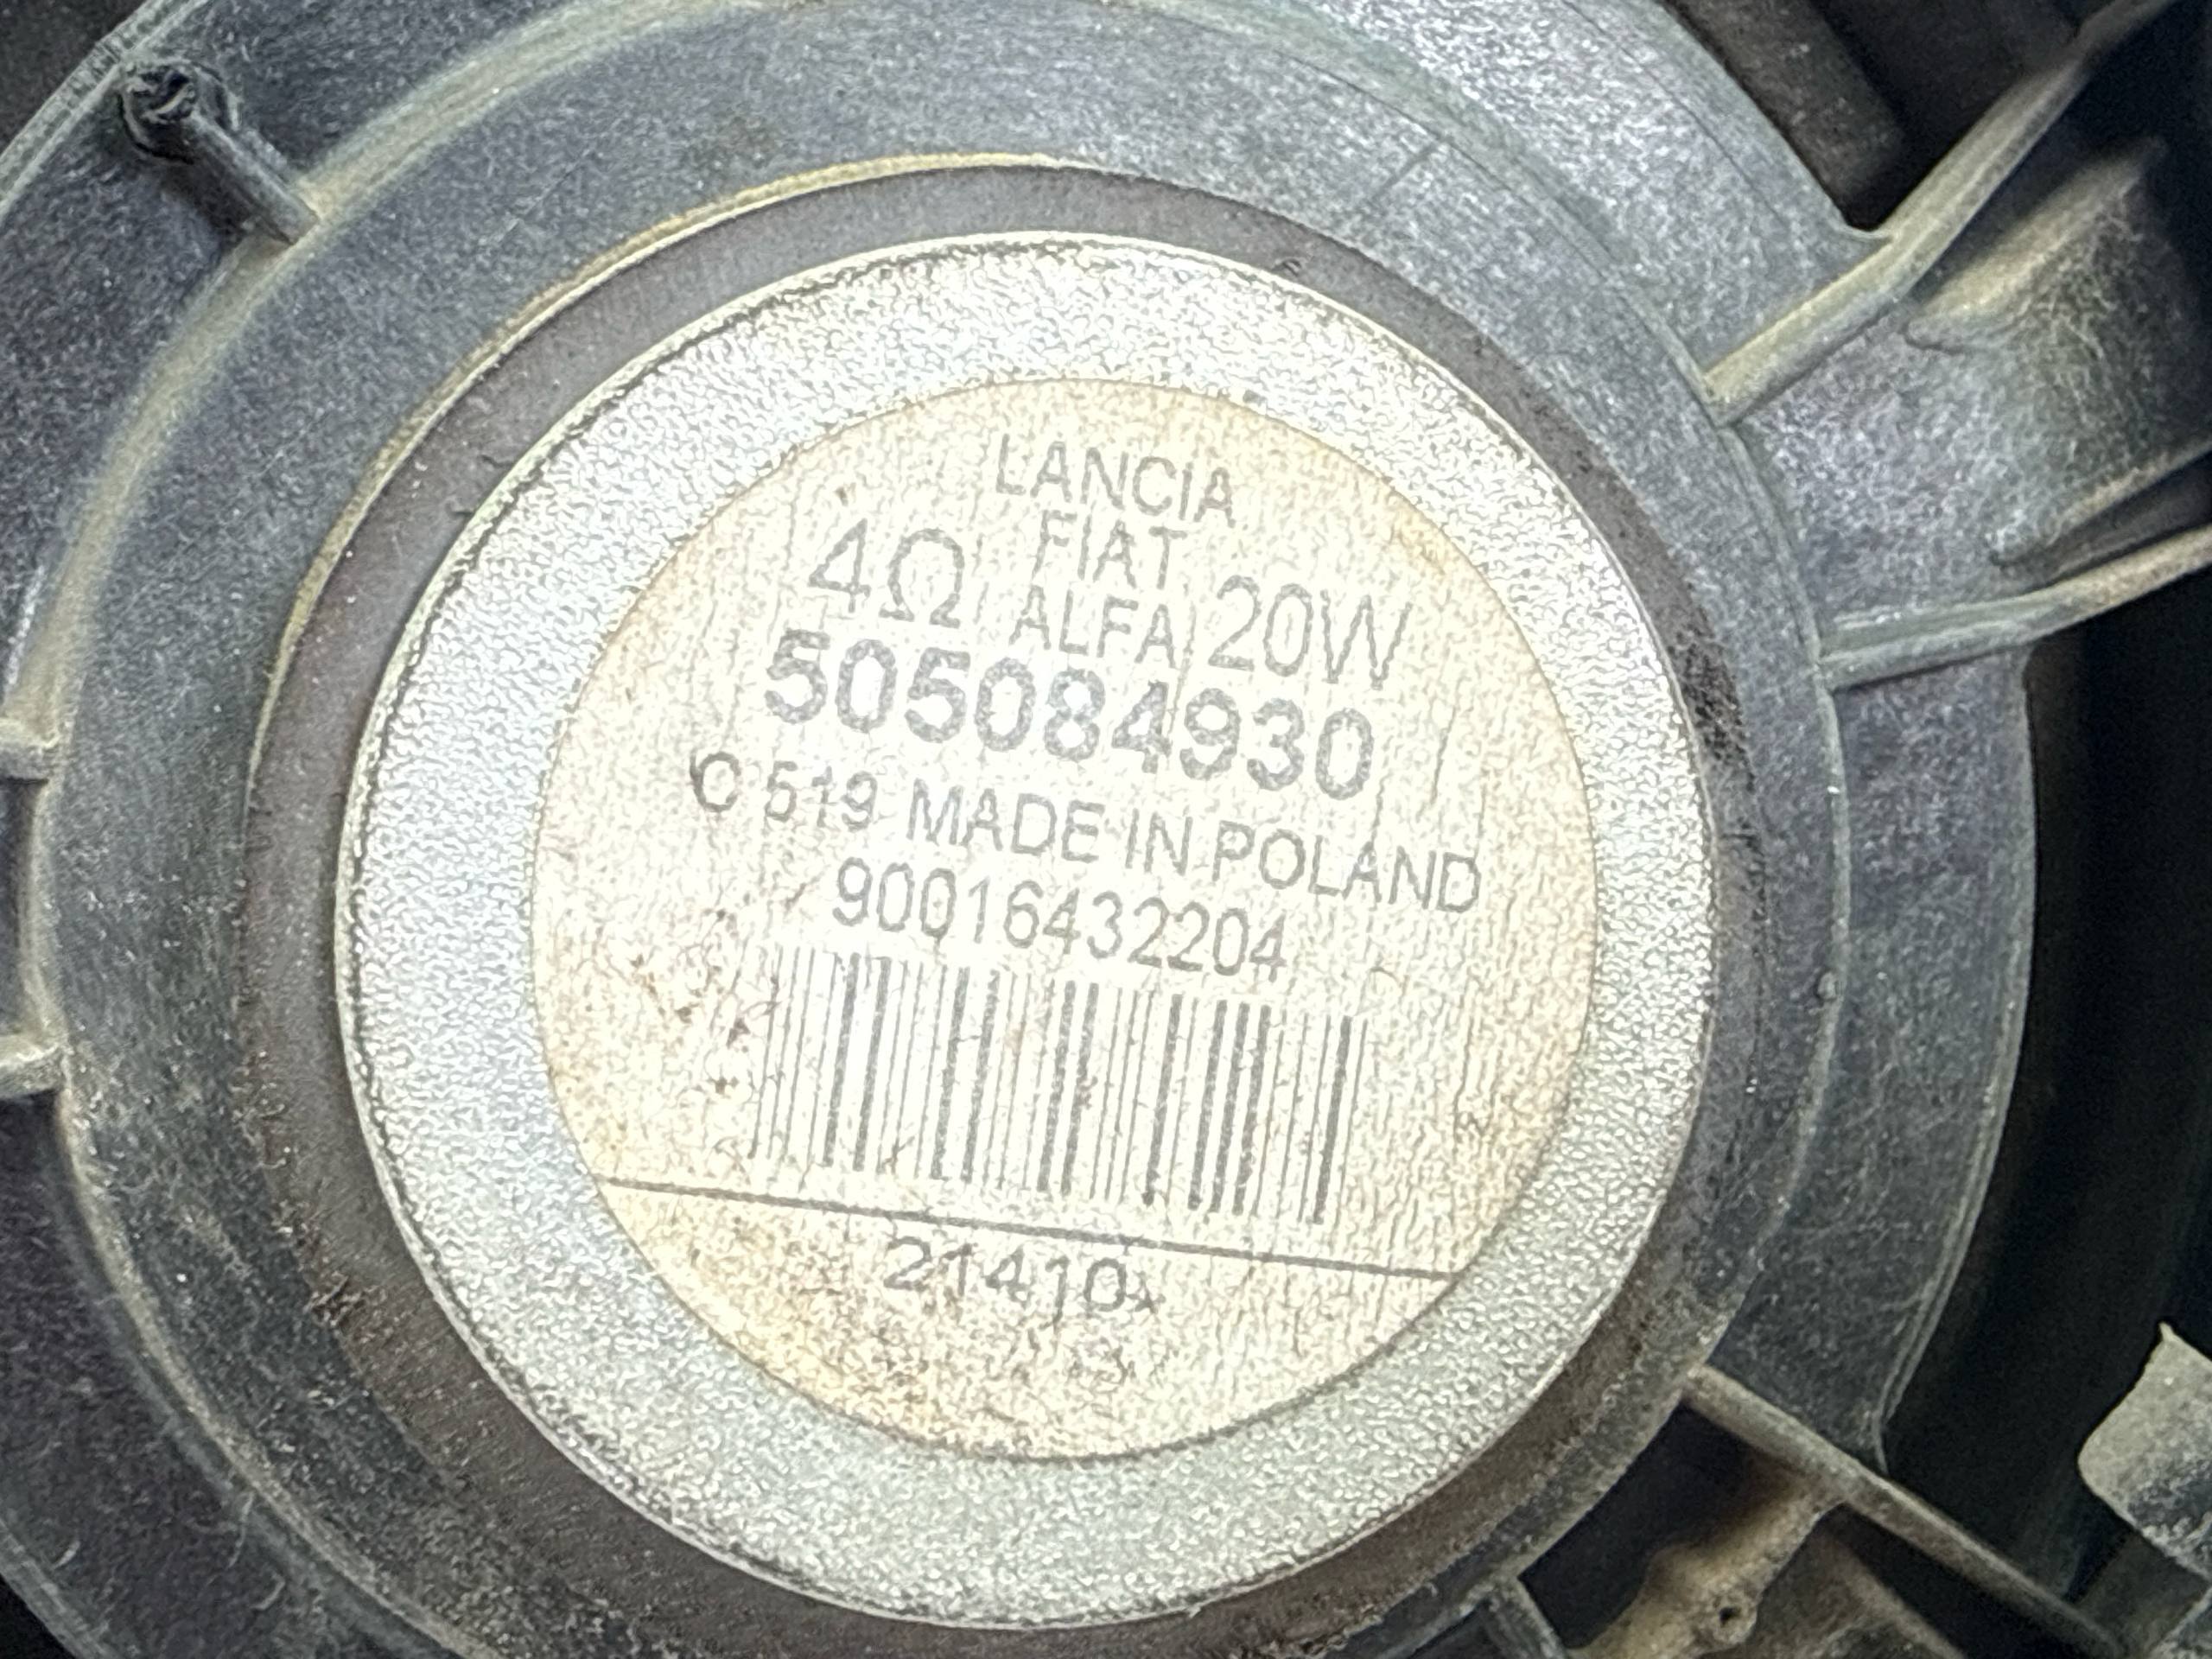 LANCIA
FIAT
4Ω ALFA 20W
505084930
C 519 MADE IN POLAND
90016432204
21410